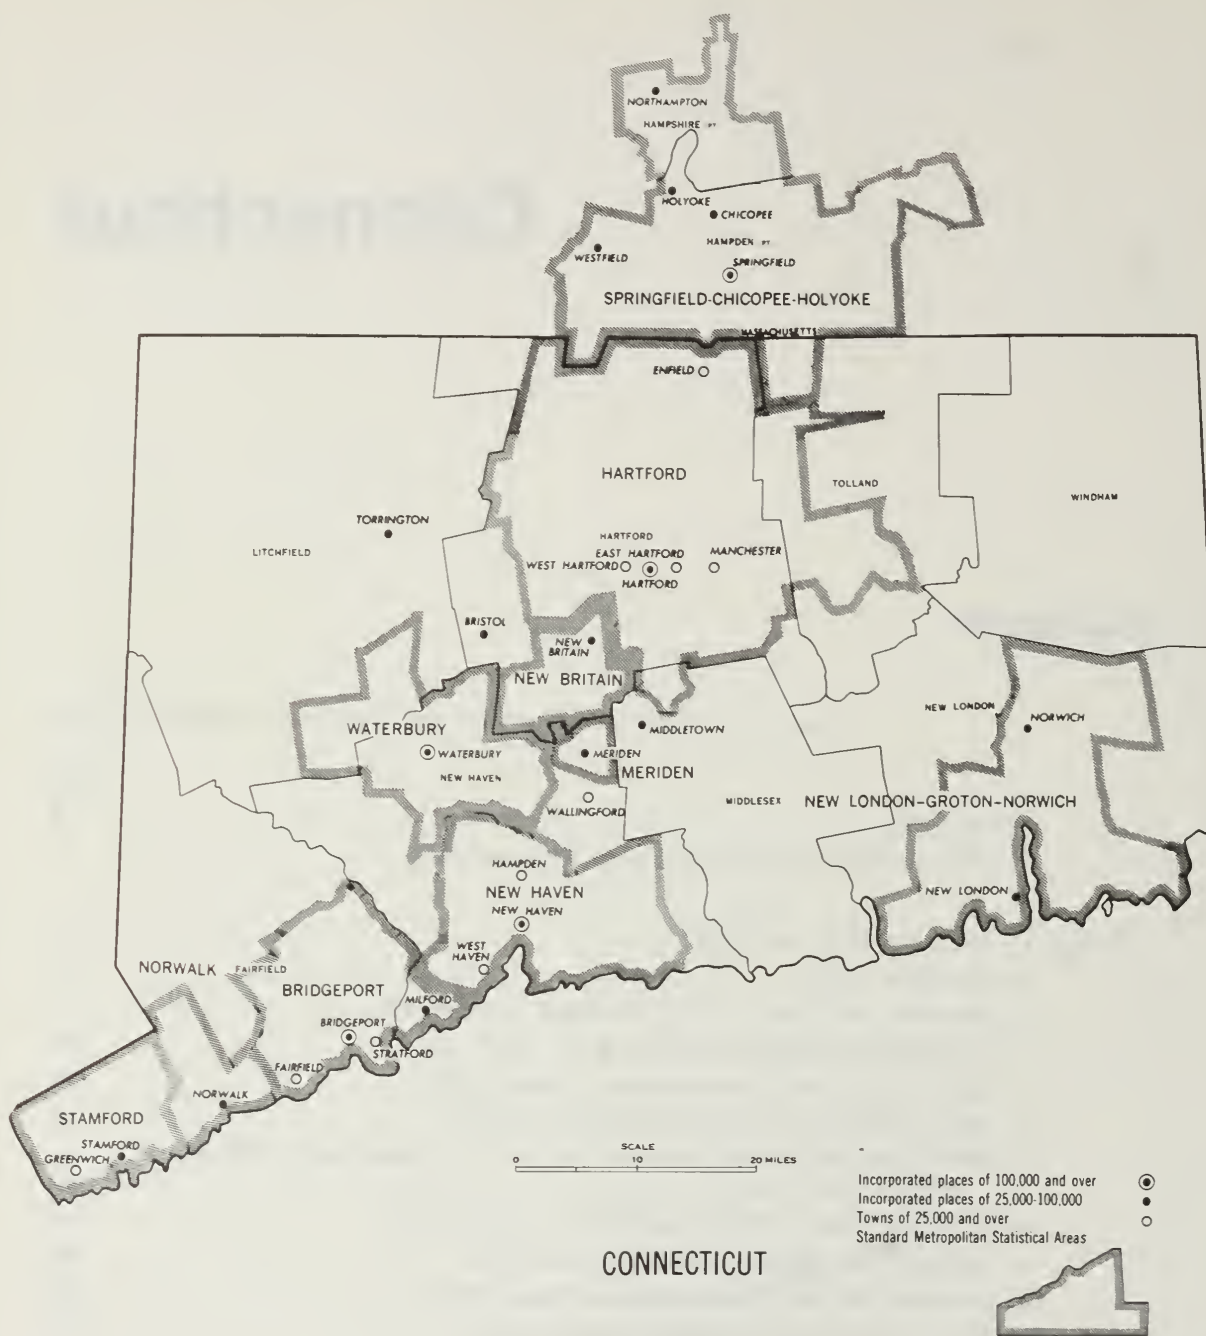 NORTHAMPTON
HAMPSHIRE PT
HOLYOKE
CHICOPEE
HAMPDEN PT.
WESTFIELD
SPRINGFIELD
SPRINGFIELD-CHICOPEE-HOLYOKE
MASSACHUSETTS
ENFIELD
HARTFORD
TOLLAND
WINDHAM
TORRINGTON
LITCHFIELD
HARTFORD
EAST HARTFORD
MANCHESTER
WEST HARTFORD
HARTFORD
BRISTOL
NEW
BRITAIN
NEW BRITAIN
NEW LONDON
NORWICH
WATERBURY
MIDDLETOWN
WATERBURY
MERIDEN
NEW HAVEN
MERIDEN
MIDDLESEX
NEW LONDON-GROTON-NORWICH
WALLINGFORD
HAMPDEN
NEW HAVEN
NEW LONDON
NEW HAVEN
WEST
HAVEN
NORWALK
FAIRFIELD
BRIDGEPORT
MILFORD
BRIDGEPORT
STRATFORD
FAIRFIELD
NORWALK
STAMFORD
STAMFORD
GREENWICH
SCALE
0 10 20 MILES
Incorporated places of 100,000 and over
Incorporated places of 25,000-100,000
Towns of 25,000 and over
Standard Metropolitan Statistical Areas
CONNECTICUT